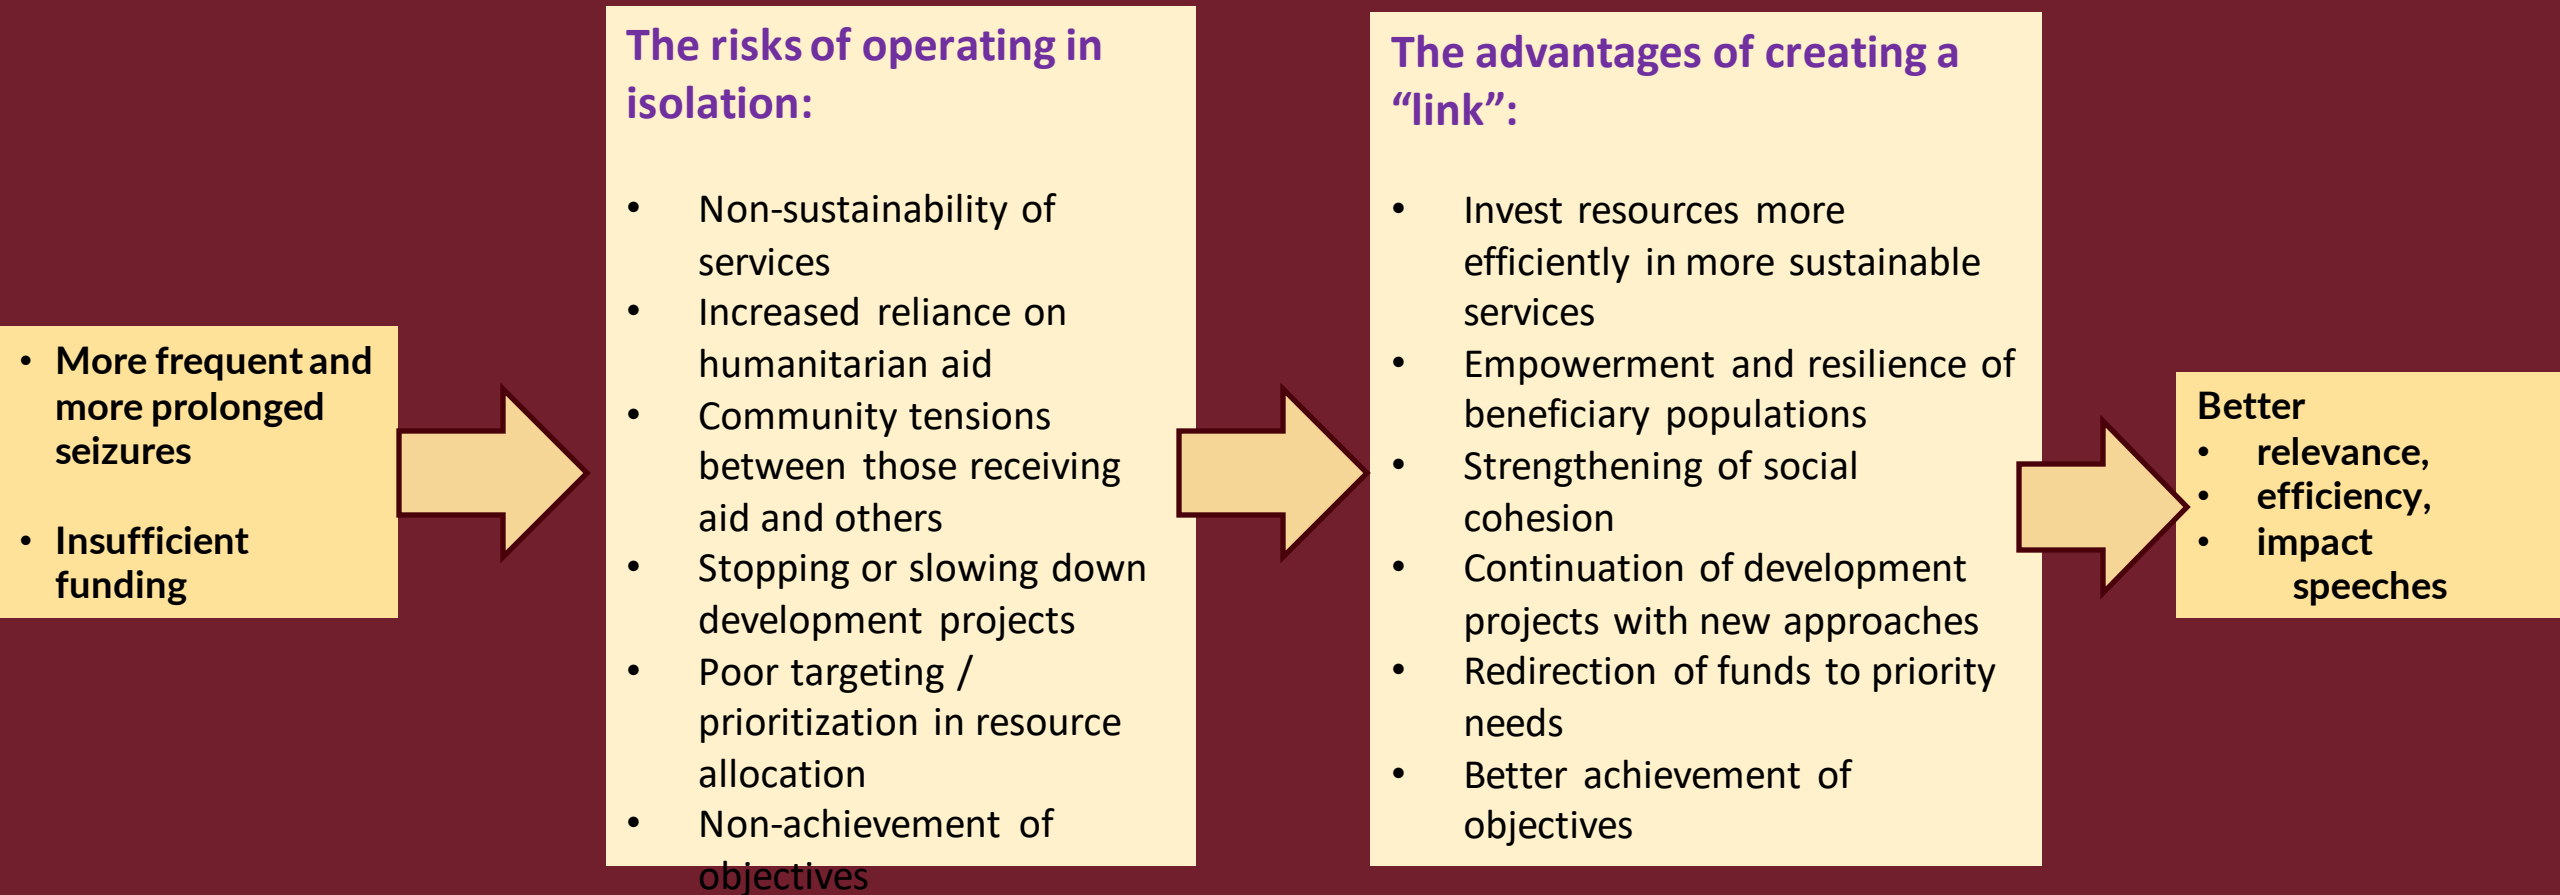 • More frequent and
more prolonged
seizures
• Insufficient
funding
The risks of operating in
isolation:
• Non-sustainability of
services
• Increased reliance on
humanitarian aid
• Community tensions
between those receiving
aid and others
• Stopping or slowing down
development projects
• Poor targeting /
prioritization in resource
allocation
• Non-achievement of
objectives
The advantages of creating a
“link”:
• Invest resources more
efficiently in more sustainable
services
• Empowerment and resilience of
beneficiary populations
• Strengthening of social
cohesion
• Continuation of development
projects with new approaches
• Redirection of funds to priority
needs
• Better achievement of
objectives
Better
• relevance,
• efficiency,
• impact
speeches